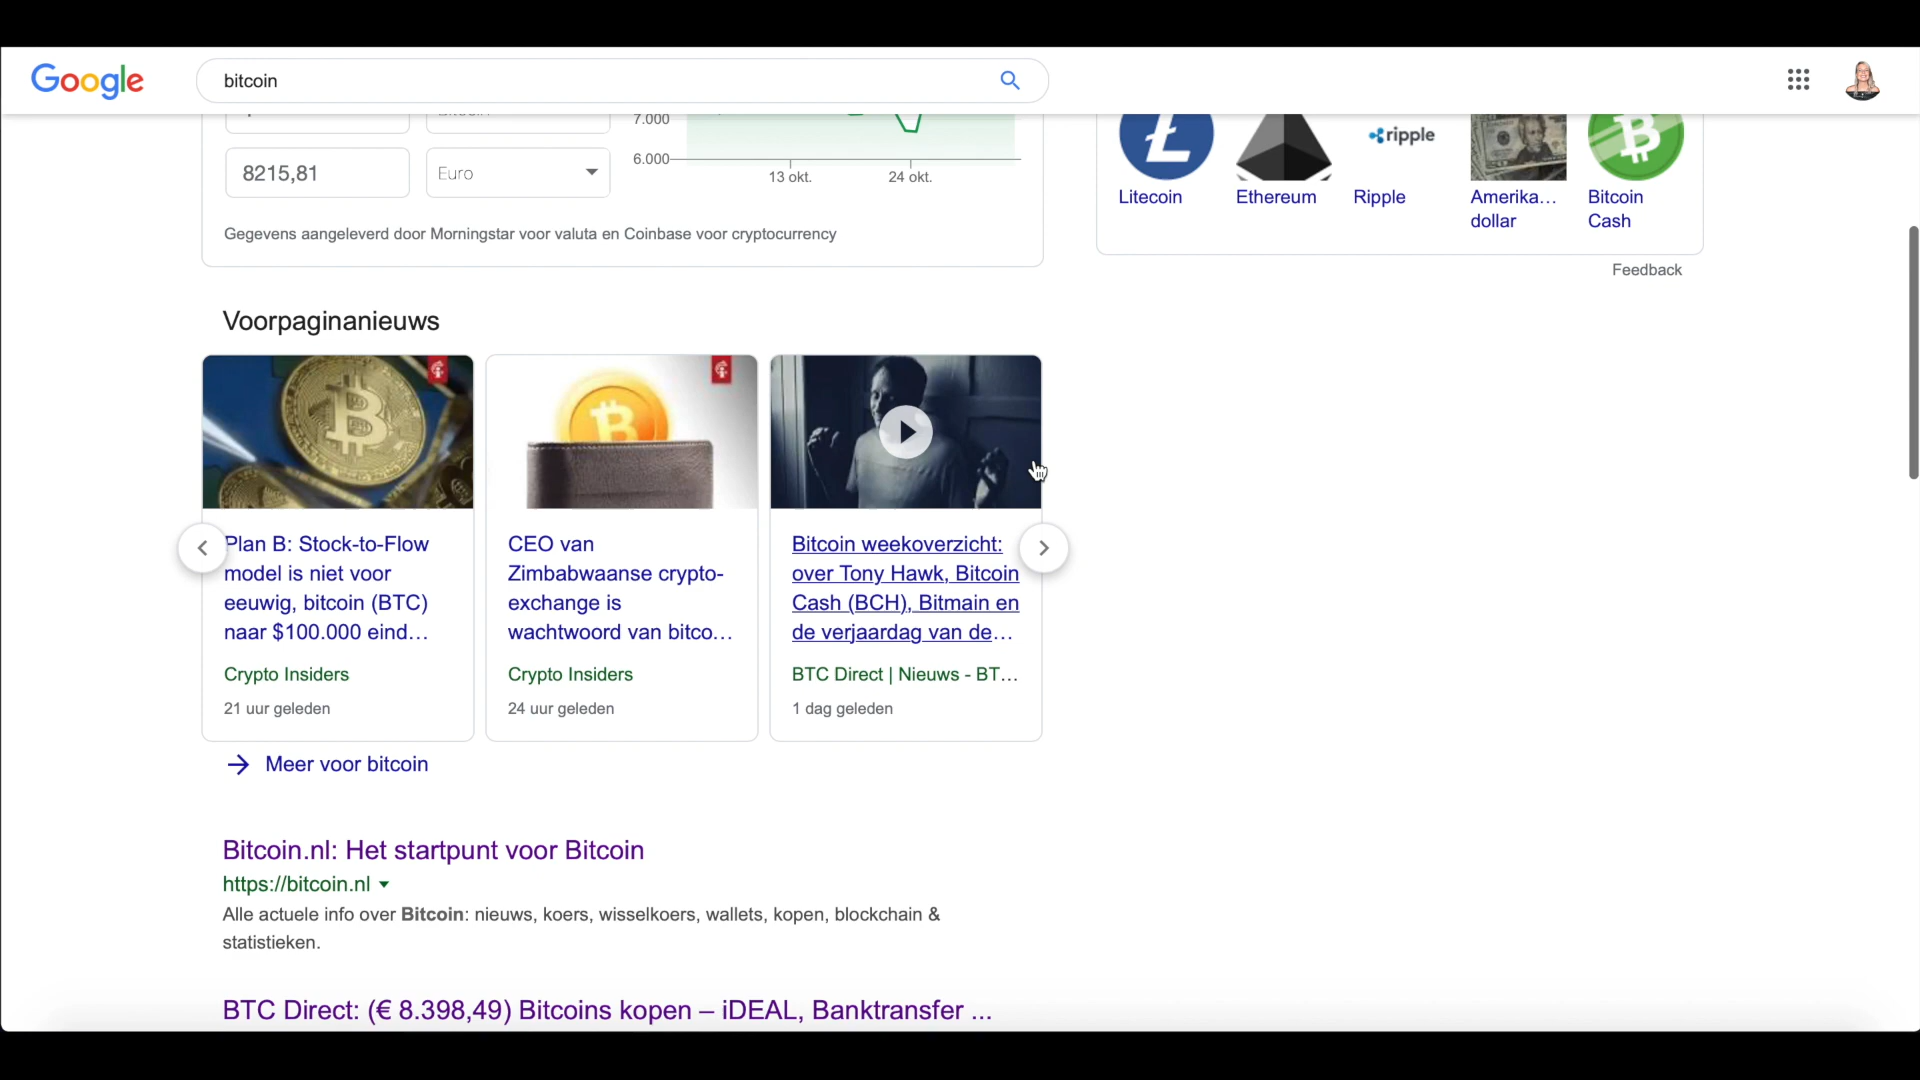 Google
bitcoin
7.000
6.000
13 okt.
24 okt.
8215,81
Euro
Gegevens aangeleverd door Morningstar voor valuta en Coinbase voor cryptocurrency
ripple
Litecoin
Ethereum
Ripple
Amerika...
dollar
Bitcoin
Cash
Feedback
Voorpaginanieuws
Plan B: Stock-to-Flow
model is niet voor
eeuwig, bitcoin (BTC)
naar $100.000 eind...
Crypto Insiders
21 uur geleden
CEO van
Zimbabwaanse crypto-
exchange is
wachtwoord van bitco...
Crypto Insiders
24 uur geleden
Bitcoin weekoverzicht:
over Tony Hawk, Bitcoin
Cash (BCH), Bitmain en
de verjaardag van de...
BTC Direct | Nieuws - BT...
1 dag geleden
Meer voor bitcoin
Bitcoin.nl: Het startpunt voor Bitcoin
https://bitcoin.nl
Alle actuele info over Bitcoin: nieuws, koers, wisselkoers, wallets, kopen, blockchain &
statistieken.
BTC Direct: (€ 8.398,49) Bitcoins kopen – iDEAL, Banktransfer ...